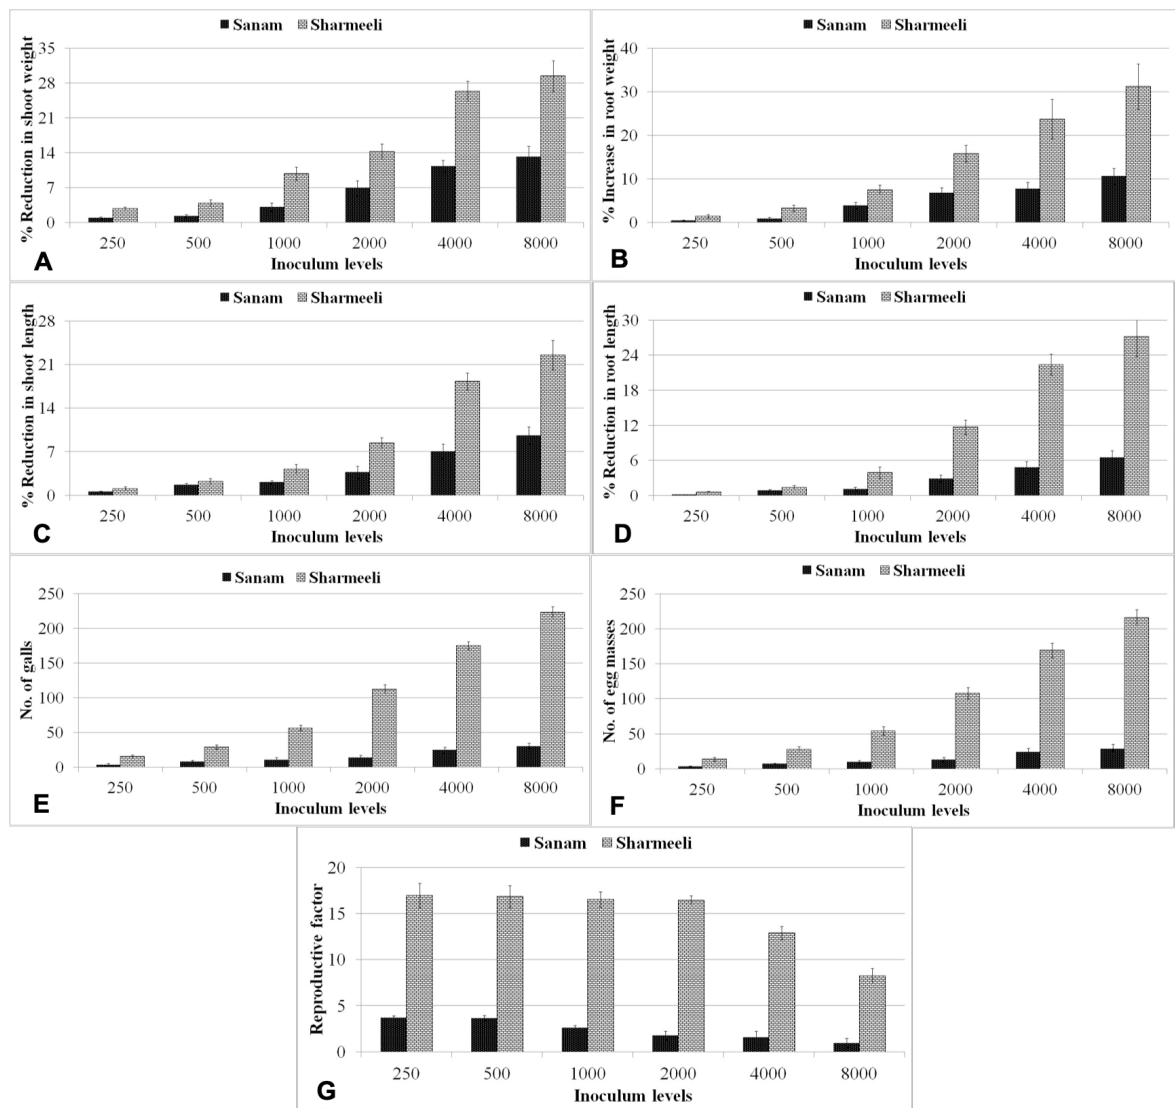 Sanam Sharmeeli
% Reduction in shoot weight
35
28
21
14
7
0
250 500 1000 2000 4000 8000
Inoculum levels
A
Sanam Sharmeeli
% Increase in root weight
40
30
20
10
0
250 500 1000 2000 4000 8000
Inoculum levels
B
Sanam Sharmeeli
% Reduction in shoot length
28
21
14
7
0
250 500 1000 2000 4000 8000
Inoculum levels
C
Sanam Sharmeeli
% Reduction in root length
30
24
18
12
6
0
250 500 1000 2000 4000 8000
Inoculum levels
D
Sanam Sharmeeli
No. of galls
250
200
150
100
50
0
250 500 1000 2000 4000 8000
Inoculum levels
E
Sanam Sharmeeli
No. of egg masses
250
200
150
100
50
0
250 500 1000 2000 4000 8000
Inoculum levels
F
Sanam Sharmeeli
Reproductive factor
20
15
10
5
0
250 500 1000 2000 4000 8000
Inoculum levels
G